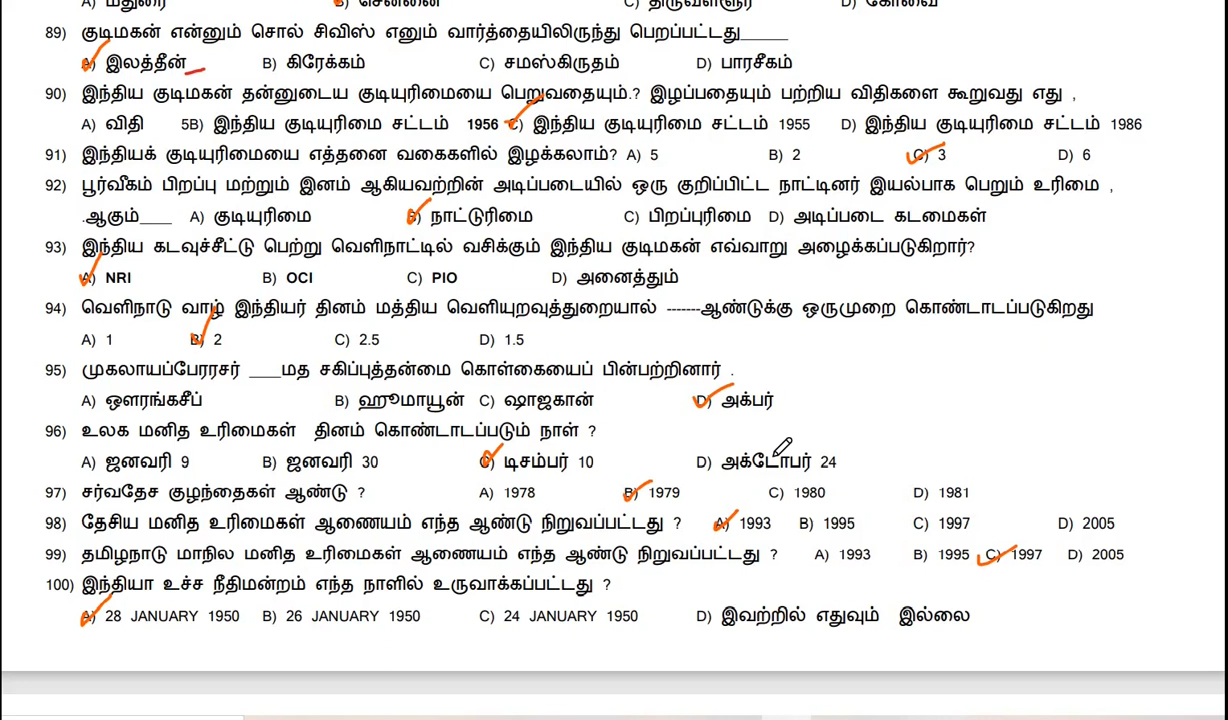 A) மதுரை B) சென்னை C) திருவள்ளூர் D) கோவை
89) குடிமகன் என்னும் சொல் சிவிஸ் எனும் வார்த்தையிலிருந்து பெறப்பட்டது_____
A) இலத்தீன் B) கிரேக்கம் C) சமஸ்கிருதம் D) பாரசீகம்
90) இந்திய குடிமகன் தன்னுடைய குடியுரிமையை பெறுவதையும்.? இழப்பதையும் பற்றிய விதிகளை கூறுவது எது ,
A) விதி 5B) இந்திய குடியுரிமை சட்டம் 1956 C) இந்திய குடியுரிமை சட்டம் 1955 D) இந்திய குடியுரிமை சட்டம் 1986
91) இந்தியக் குடியுரிமையை எத்தனை வகைகளில் இழக்கலாம்? A) 5 B) 2 C) 3 D) 6
92) பூர்வீகம் பிறப்பு மற்றும் இனம் ஆகியவற்றின் அடிப்படையில் ஒரு குறிப்பிட்ட நாட்டினர் இயல்பாக பெறும் உரிமை ,
.ஆகும்____ A) குடியுரிமை B) நாட்டுரிமை C) பிறப்புரிமை D) அடிப்படை கடமைகள்
93) இந்திய கடவுச்சீட்டு பெற்று வெளிநாட்டில் வசிக்கும் இந்திய குடிமகன் எவ்வாறு அழைக்கப்படுகிறார்?
A) NRI B) OCI C) PIO D) அனைத்தும்
94) வெளிநாடு வாழ் இந்தியர் தினம் மத்திய வெளியுறவுத்துறையால் -------ஆண்டுக்கு ஒருமுறை கொண்டாடப்படுகிறது
A) 1 B) 2 C) 2.5 D) 1.5
95) முகலாயப்பேரரசர் ____மத சகிப்புத்தன்மை கொள்கையைப் பின்பற்றினார் .
A) ஔரங்கசீப் B) ஹூமாயூன் C) ஷாஜகான் D) அக்பர்
96) உலக மனித உரிமைகள் தினம் கொண்டாடப்படும் நாள் ?
A) ஜனவரி 9 B) ஜனவரி 30 C) டிசம்பர் 10 D) அக்டோபர் 24
97) சர்வதேச குழந்தைகள் ஆண்டு ? A) 1978 B) 1979 C) 1980 D) 1981
98) தேசிய மனித உரிமைகள் ஆணையம் எந்த ஆண்டு நிறுவப்பட்டது ? A) 1993 B) 1995 C) 1997 D) 2005
99) தமிழநாடு மாநில மனித உரிமைகள் ஆணையம் எந்த ஆண்டு நிறுவப்பட்டது ? A) 1993 B) 1995 C) 1997 D) 2005
100) இந்தியா உச்ச நீதிமன்றம் எந்த நாளில் உருவாக்கப்பட்டது ?
A) 28 JANUARY 1950 B) 26 JANUARY 1950 C) 24 JANUARY 1950 D) இவற்றில் எதுவும் இல்லை